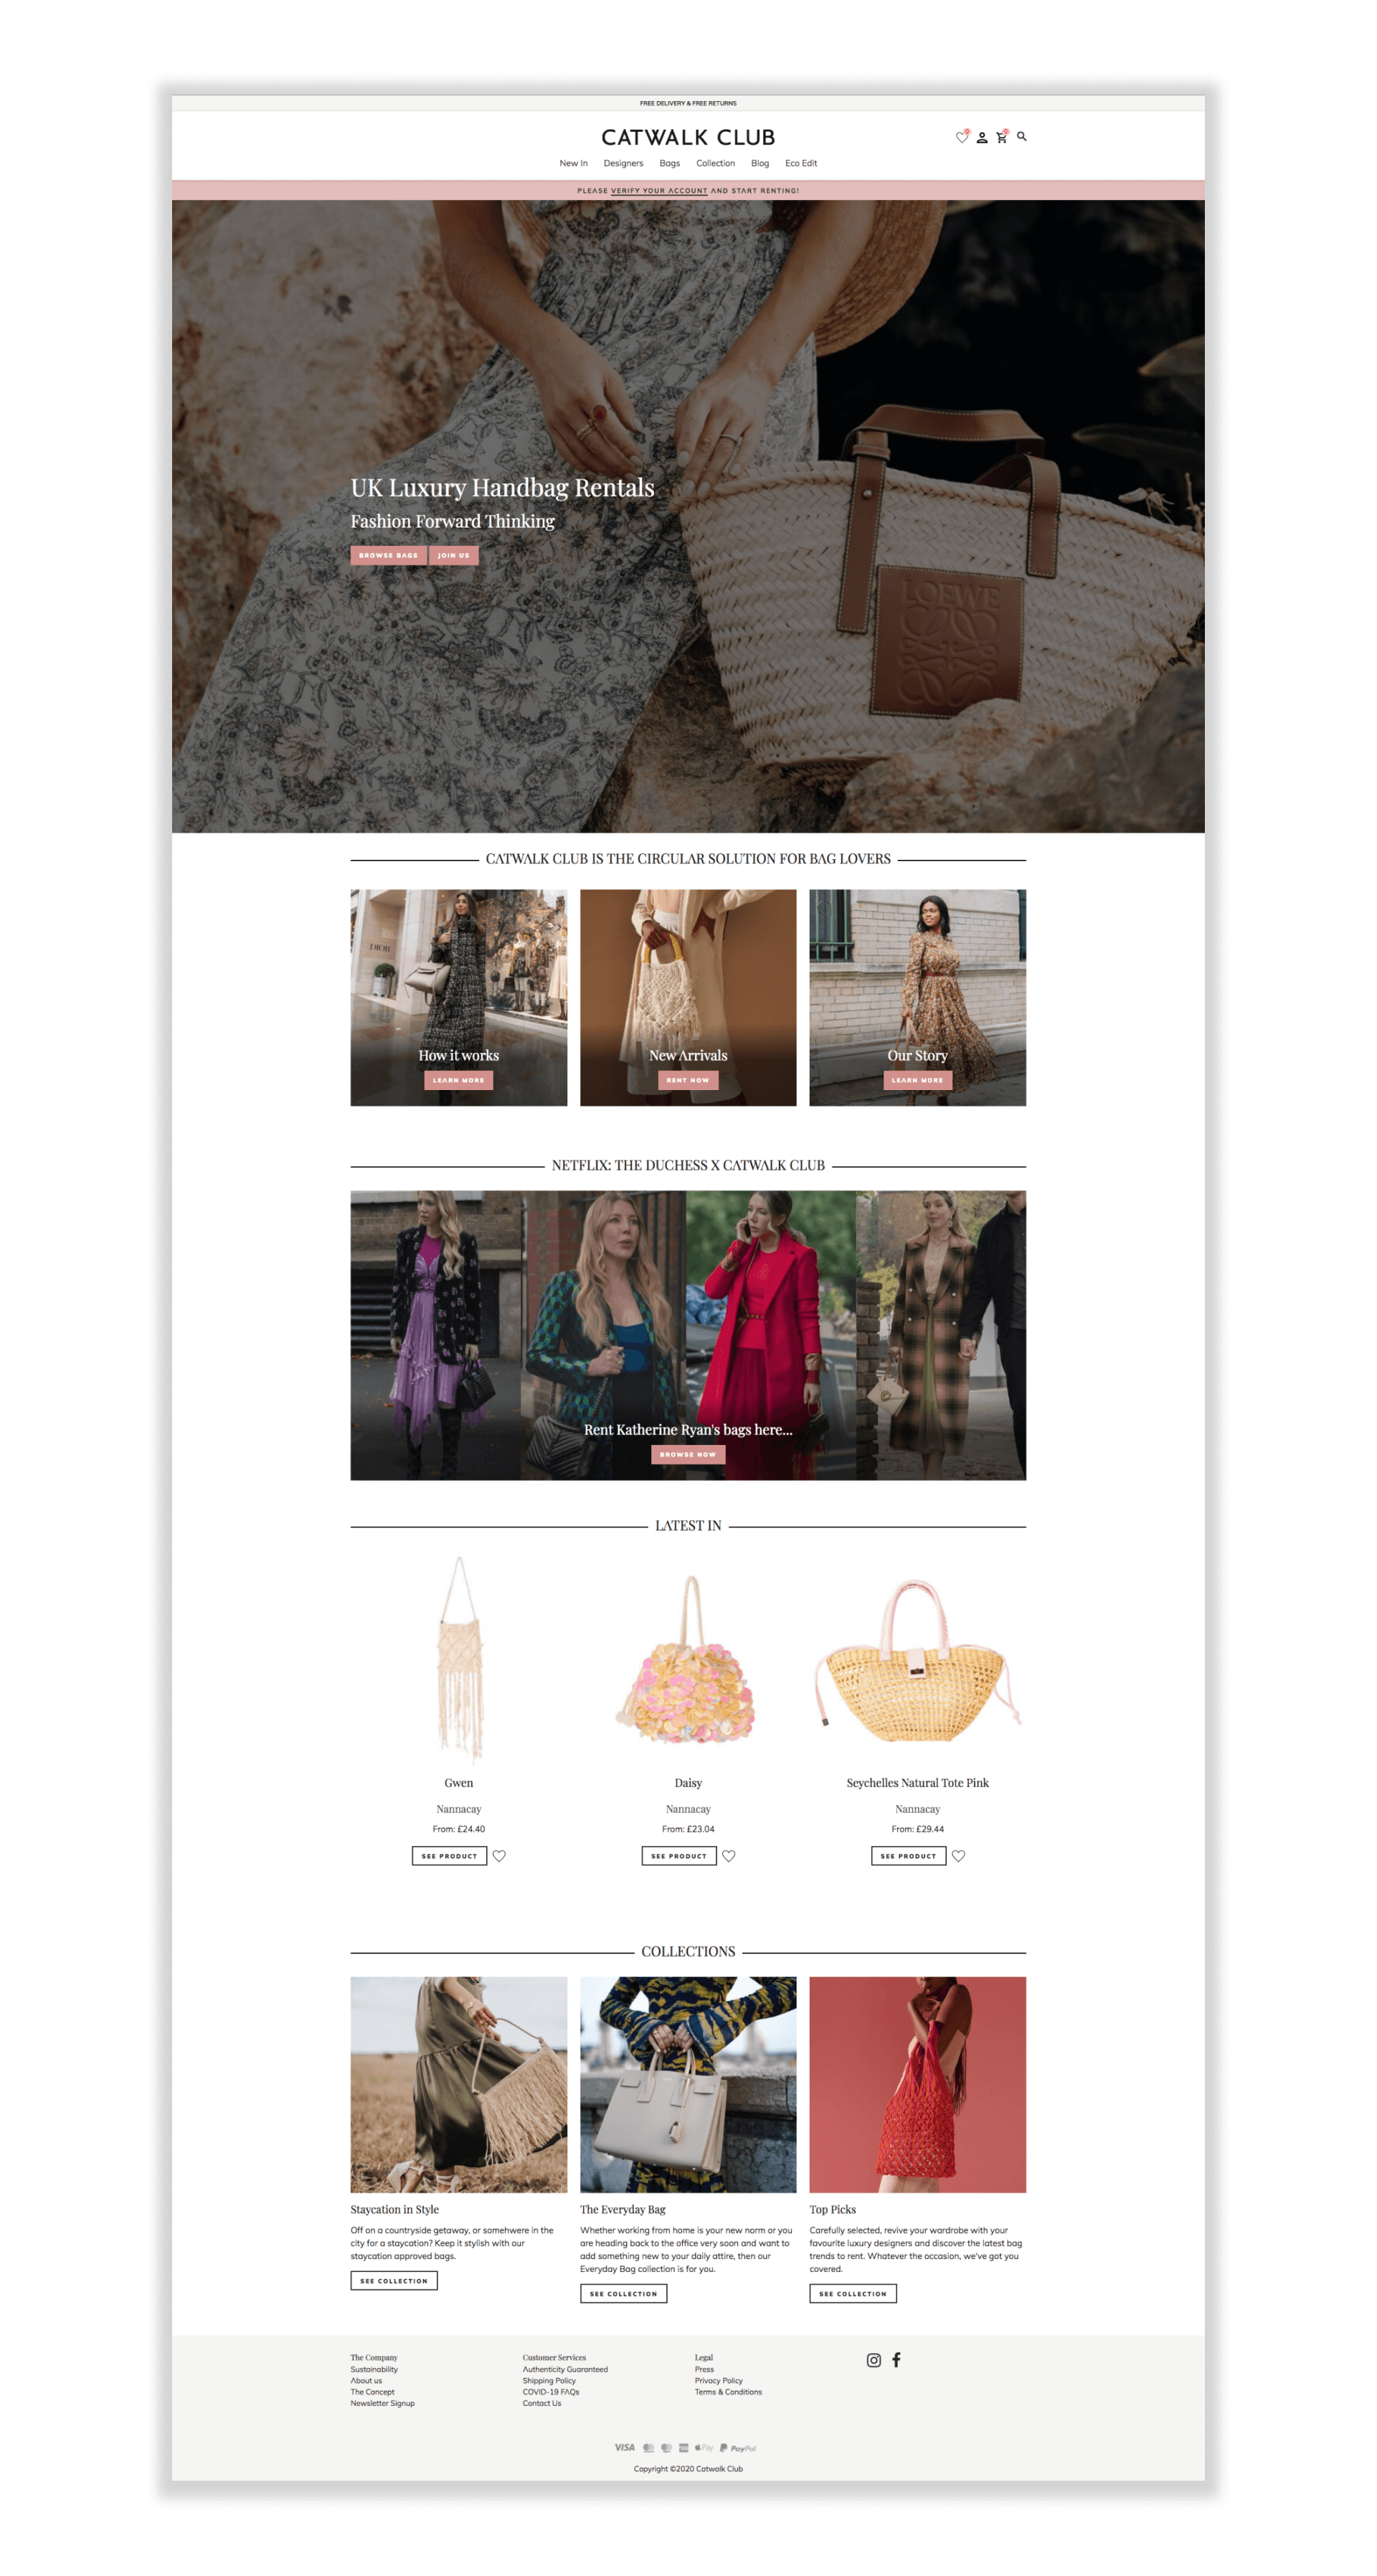 FREE DELIVERY & FREE RETURNS
CATWALK CLUB
0
0
New In Designers Bags Collection Blog Eco Edit
PLEASE VERIFY YOUR ACCOUNT AND START RENTING!
UK Luxury Handbag Rentals
Fashion Forward Thinking
BROWSE BAGS JOIN US
LOEWE
CATWALK CLUB IS THE CIRCULAR SOLUTION FOR BAG LOVERS
DIOR
How it works
LEARN MORE
New Arrivals
RENT NOW
Our Story
LEARN MORE
NETFLIX: THE DUCHESS X CATWALK CLUB
Rent Katherine Ryan's bags here...
BROWSE NOW
LATEST IN
Gwen
Nannacay
From: £24.40
SEE PRODUCT
Daisy
Nannacay
From: £23.04
SEE PRODUCT
Seychelles Natural Tote Pink
Nannacay
From: £29.44
SEE PRODUCT
COLLECTIONS
Staycation in Style
Off on a countryside getaway, or somehwere in the
city for a staycation? Keep it stylish with our
staycation approved bags.
SEE COLLECTION
The Everyday Bag
Whether working from home is your new norm or you
are heading back to the office very soon and want to
add something new to your daily attire, then our
Everyday Bag collection is for you.
SEE COLLECTION
Top Picks
Carefully selected, revive your wardrobe with your
favourite luxury designers and discover the latest bag
trends to rent. Whatever the occasion, we've got you
covered.
SEE COLLECTION
The Company
Sustainability
About us
The Concept
Newsletter Signup
Customer Services
Authenticity Guaranteed
Shipping Policy
COVID-19 FAQs
Contact Us
Legal
Press
Privacy Policy
Terms & Conditions
VISA Pay PayPal
Copyright ©2020 Catwalk Club